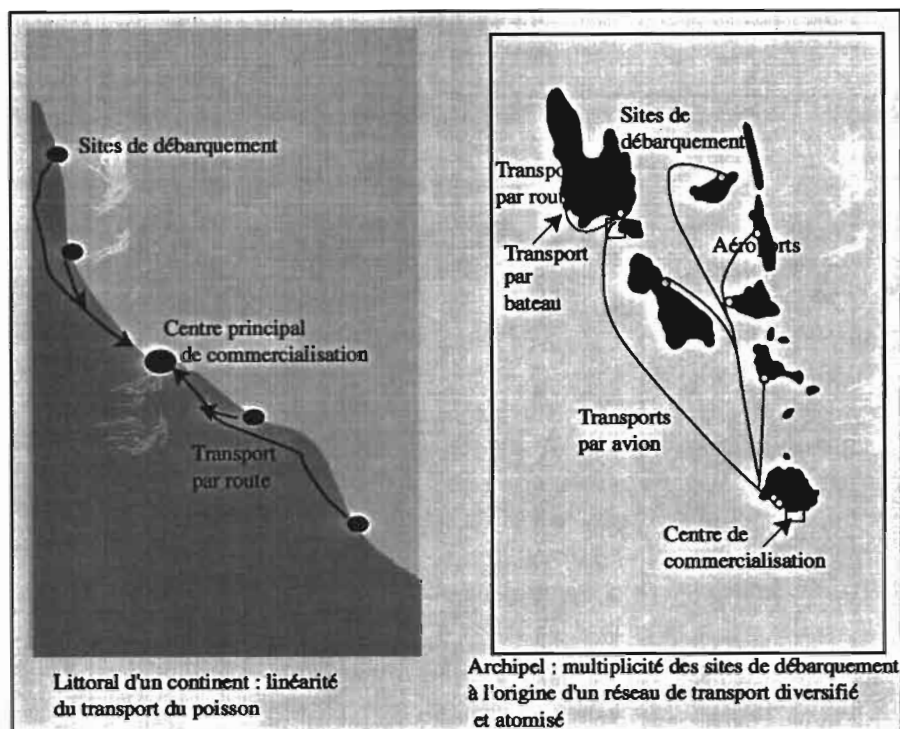 Sites de débarquement
Centre principal
de commercialisation
Transport
par route
Littoral d'un continent : linéarité
du transport du poisson
Sites de
débarquement
Transport
par route
Transport
par
bateau
Aéroports
Transports
par avion
Centre de
commercialisation
Archipel : multiplicité des sites de débarquement
à l'origine d'un réseau de transport diversifié
et atomisé